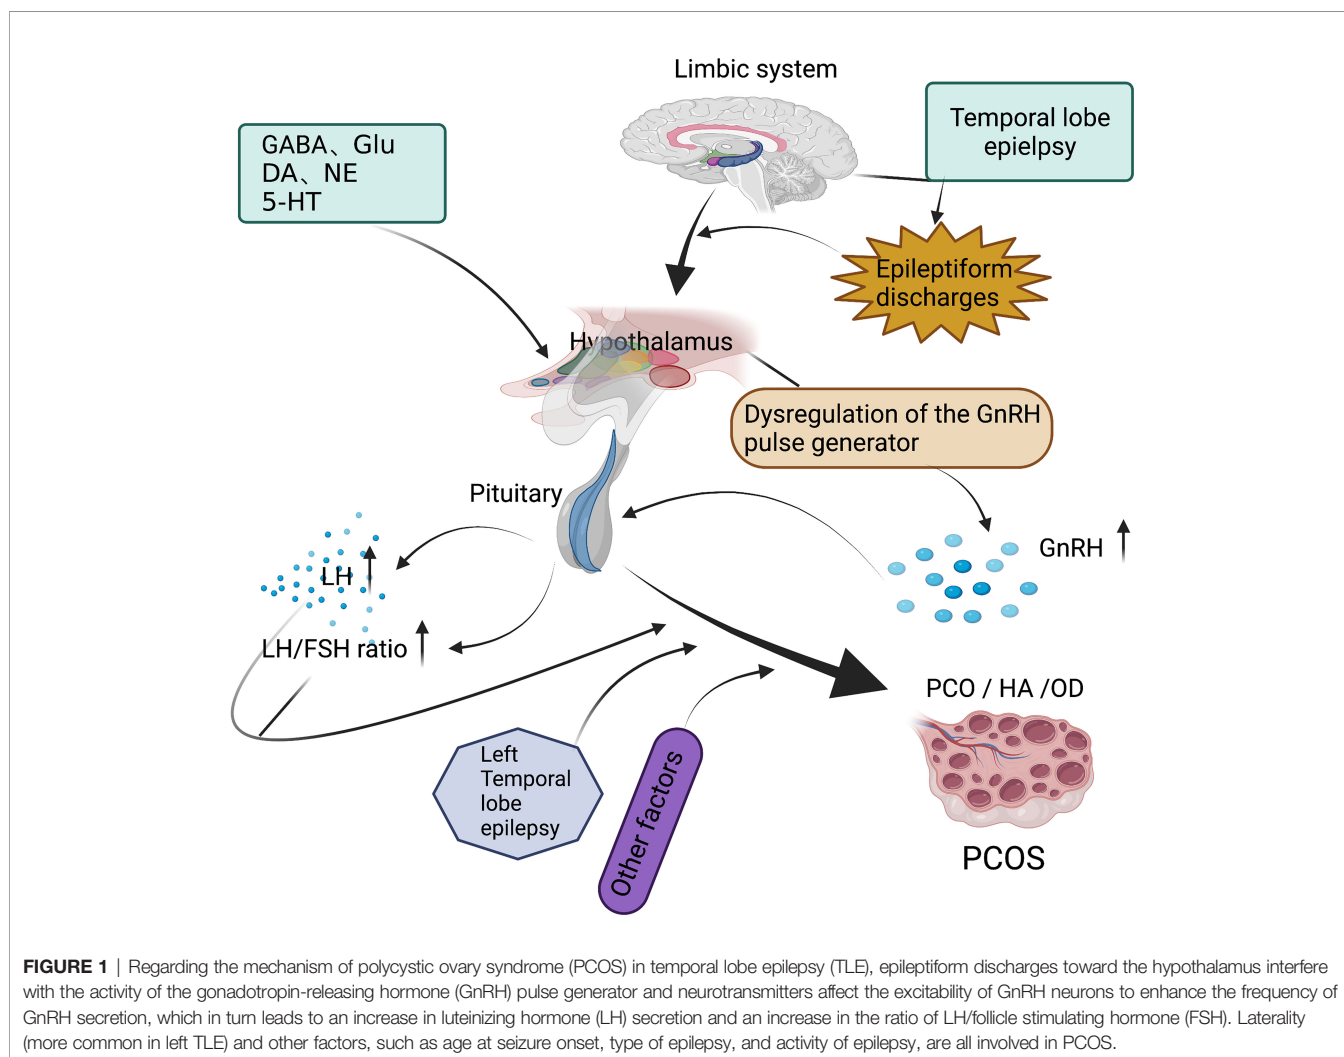 Limbic system
Temporal lobe
epielpsy
GABA、Glu
DA、NE
5-HT
Epileptiform
discharges
Hypothalamus
Dysregulation of the GnRH
pulse generator
Pituitary
GnRH
LH
LH/FSH ratio
PCO / HA /OD
Left
Temporal
lobe
epilepsy
Other factors
PCOS
FIGURE 1 | Regarding the mechanism of polycystic ovary syndrome (PCOS) in temporal lobe epilepsy (TLE), epileptiform discharges toward the hypothalamus interfere
with the activity of the gonadotropin-releasing hormone (GnRH) pulse generator and neurotransmitters affect the excitability of GnRH neurons to enhance the frequency of
GnRH secretion, which in turn leads to an increase in luteinizing hormone (LH) secretion and an increase in the ratio of LH/follicle stimulating hormone (FSH). Laterality
(more common in left TLE) and other factors, such as age at seizure onset, type of epilepsy, and activity of epilepsy, are all involved in PCOS.